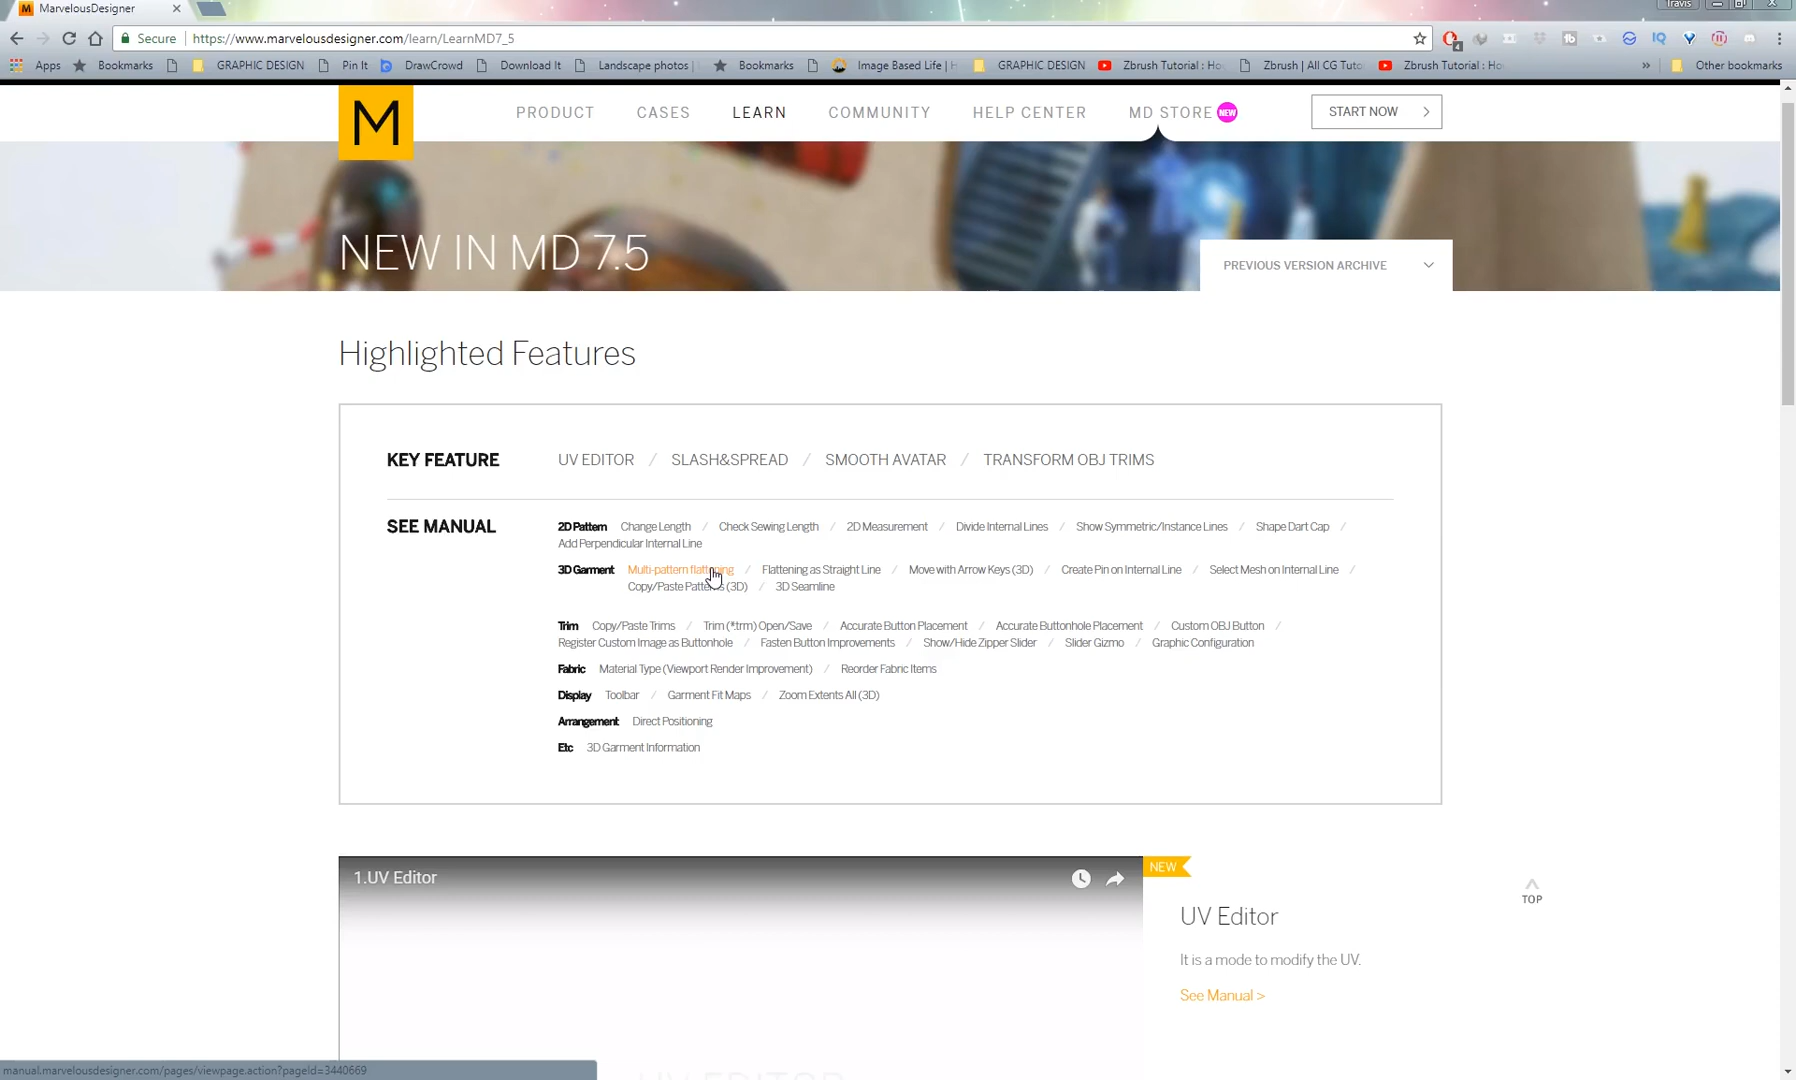 MarvelousDesigner
Travis
Secure
https://www.marvelousdesigner.com/learn/LearnMD7_5
4
Apps
Bookmarks
GRAPHIC DESIGN
Pin It
DrawCrowd
Download It
Landscape photos |
Bookmarks
Image Based Life | H
GRAPHIC DESIGN
Zbrush Tutorial : Ho
Zbrush | All CG Tuto
Zbrush Tutorial : Ho
»
Other bookmarks
M
PRODUCT
CASES
LEARN
COMMUNITY
HELP CENTER
MD STORE NEW
START NOW >
NEW IN MD 7.5
PREVIOUS VERSION ARCHIVE
Highlighted Features
KEY FEATURE
UV EDITOR / SLASH&SPREAD / SMOOTH AVATAR / TRANSFORM OBJ TRIMS
SEE MANUAL
2D Pattern Change Length / Check Sewing Length / 2D Measurement / Divide Internal Lines / Show Symmetric/Instance Lines / Shape Dart Cap /
Add Perpendicular Internal Line
3D Garment Multi-pattern flattening / Flattening as Straight Line / Move with Arrow Keys (3D) / Create Pin on Internal Line / Select Mesh on Internal Line /
Copy/Paste Patterns (3D) / 3D Seamline
Trim Copy/Paste Trims / Trim (*.trm) Open/Save / Accurate Button Placement / Accurate Buttonhole Placement / Custom OBJ Button /
Register Custom Image as Buttonhole / Fasten Button Improvements / Show/Hide Zipper Slider / Slider Gizmo / Graphic Configuration
Fabric Material Type (Viewport Render Improvement) / Reorder Fabric Items
Display Toolbar / Garment Fit Maps / Zoom Extents All (3D)
Arrangement Direct Positioning
Etc 3D Garment Information
1.UV Editor
NEW
UV Editor
It is a mode to modify the UV.
See Manual >
TOP
UV EDITOR
manual.marvelousdesigner.com/pages/viewpage.action?pageId=3440669